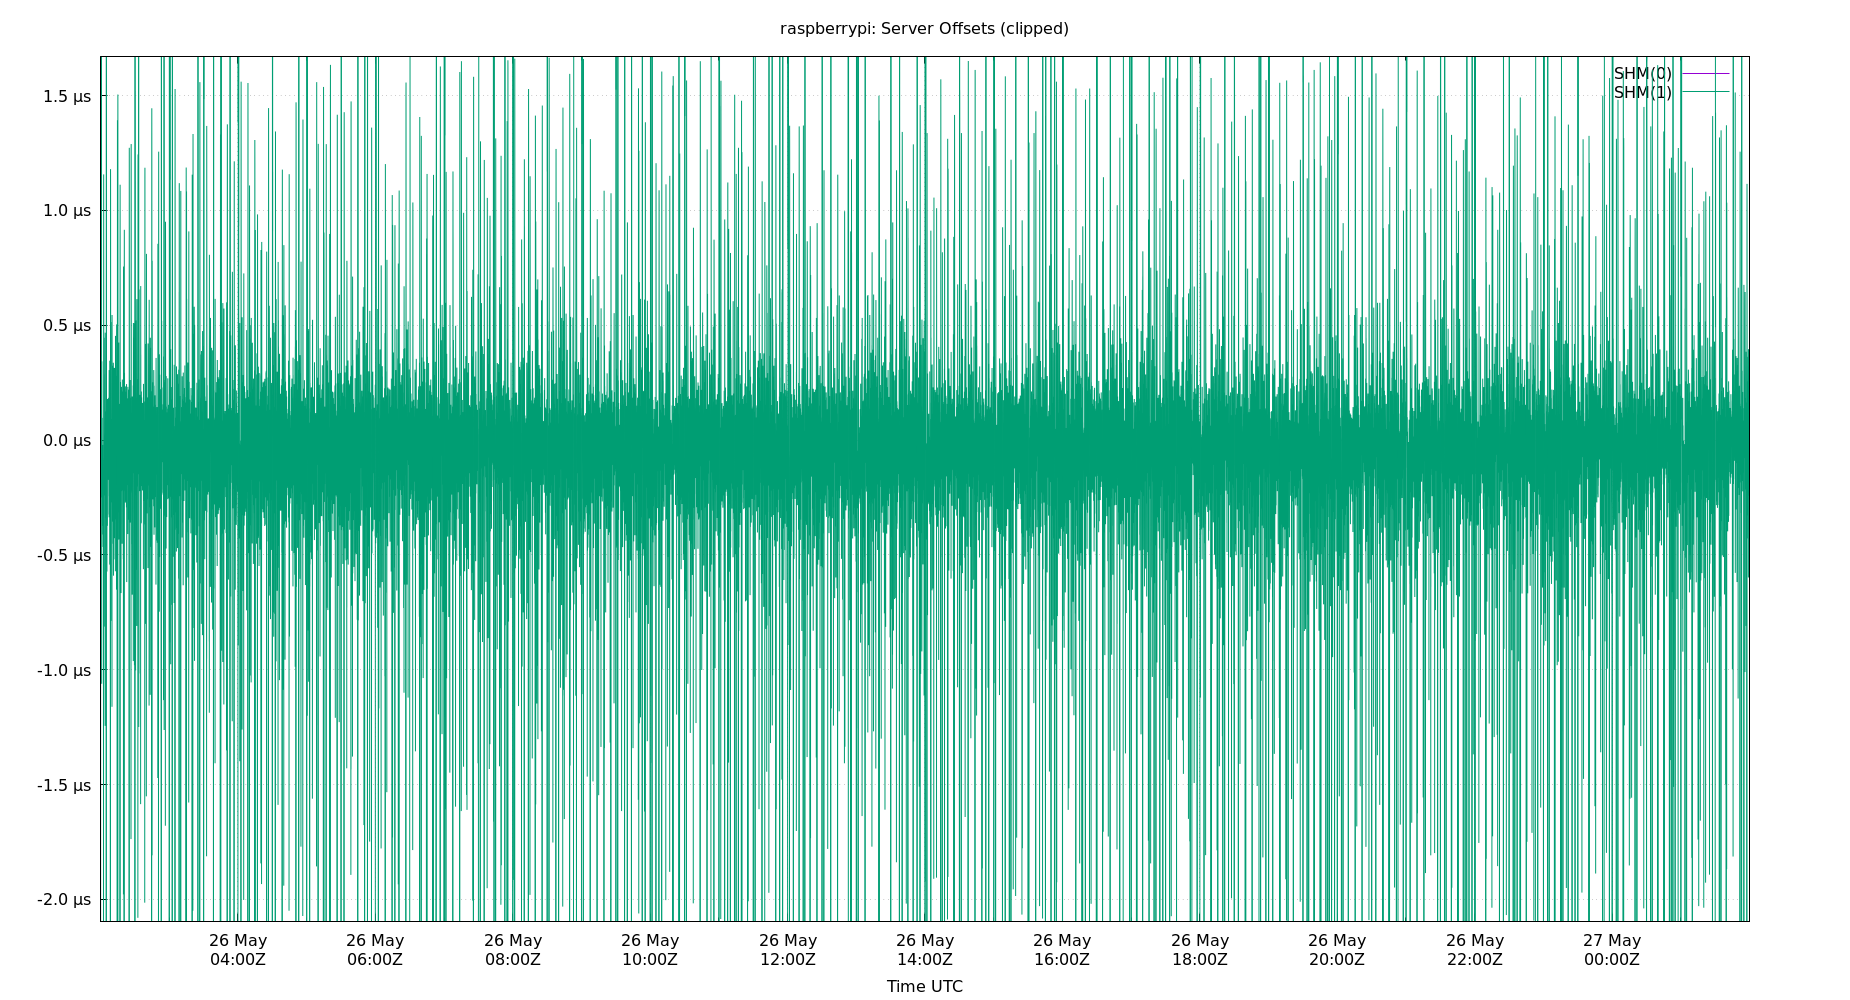 raspberrypi: Server Offsets (clipped)
SHM(0)
SHM(1)
1.5 µs
1.0 µs
0.5 µs
0.0 µs
-0.5 µs
-1.0 µs
-1.5 µs
-2.0 µs
26 May 26 May 26 May 26 May 26 May 26 May 26 May 26 May 26 May 26 May 27 May
04:00Z 06:00Z 08:00Z 10:00Z 12:00Z 14:00Z 16:00Z 18:00Z 20:00Z 22:00Z 00:00Z
Time UTC